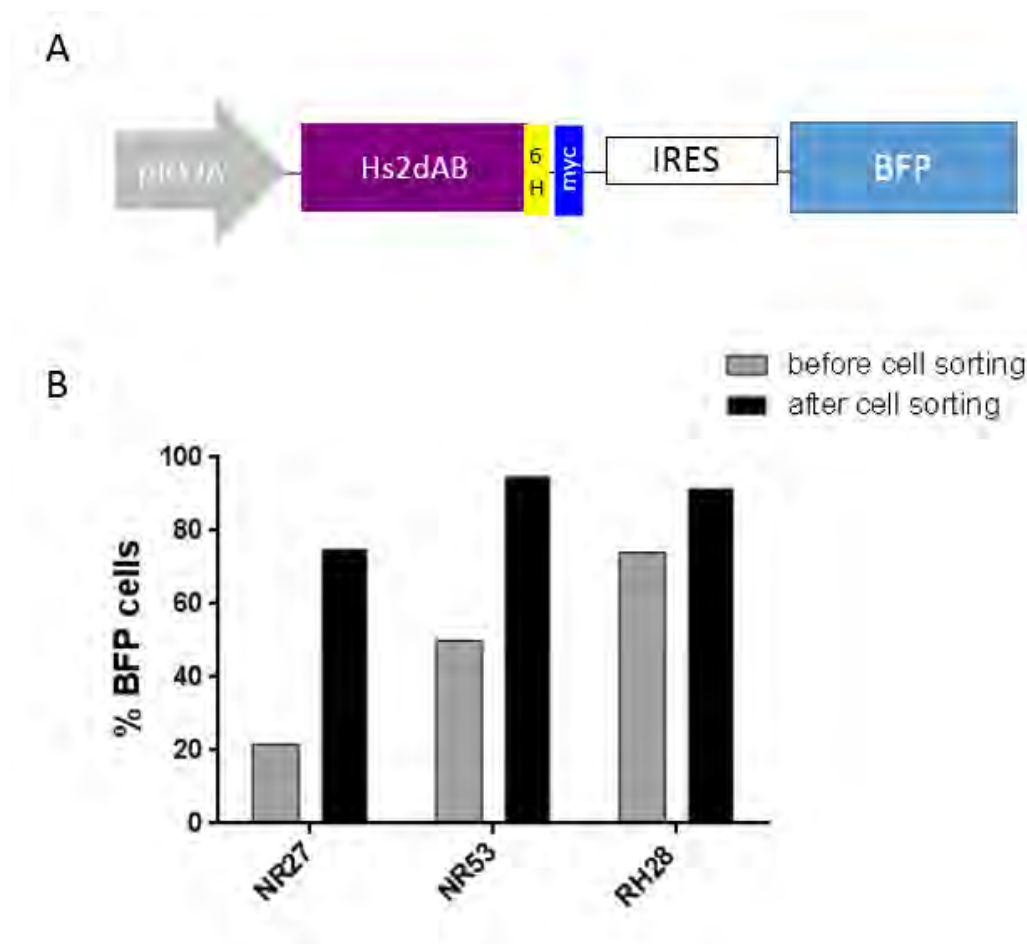 A
Hs2dAB
6
H
myc
IRES
BFP
before cell sorting
after cell sorting
B
% BFP cells
100
80
60
40
20
0
NR27
NR53
RH28